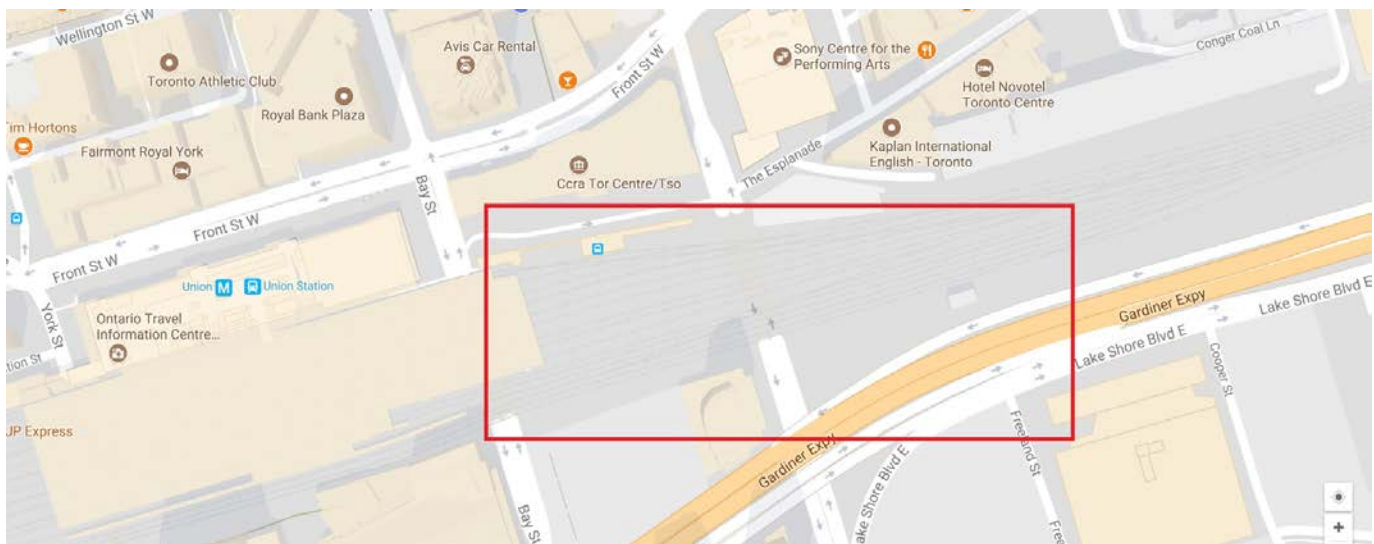 Wellington St W
Toronto Athletic Club
Royal Bank Plaza
Avis Car Rental
Front St W
Sony Centre for the
Performing Arts
Conger Coal Ln
Hotel Novotel
Toronto Centre
Tim Hortons
Fairmont Royal York
Bay St
Ccra Tor Centre/Tso
The Esplanade
Kaplan International
English - Toronto
Front St W
Front St W
Union
M
Union Station
York St
Ontario Travel
Information Centre...
tion St
UP Express
Gardiner Expy
Lake Shore Blvd E
Lake Shore Blvd E
Cooper St
Freeland St
Gardiner Expy
Lake Shore Blvd E
Bay St
Free
+